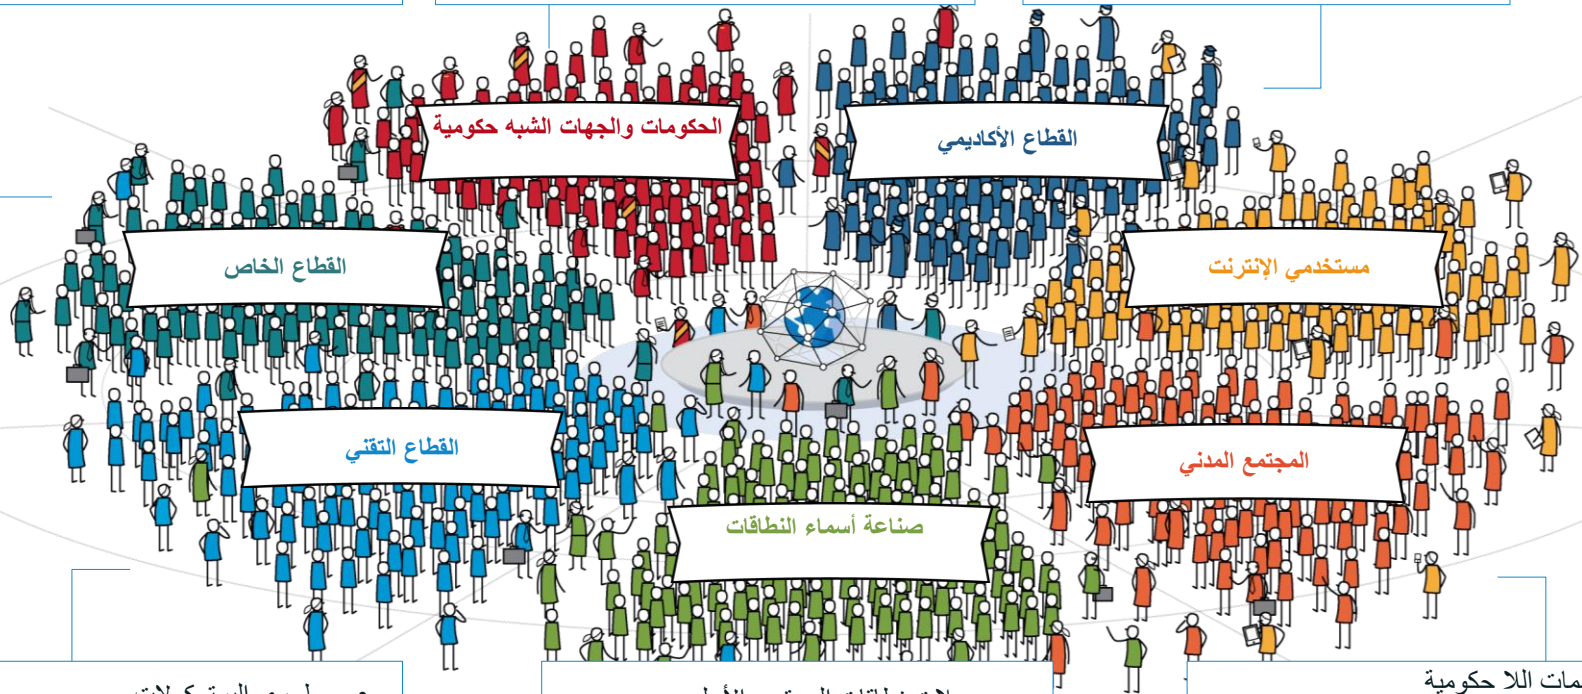 الحكومات والجهات الشبه حكومية
القطاع الأكاديمي
القطاع الخاص
مستخدمي الإنترنت
القطاع التقني
المجتمع المدني
صناعة أسماء النطاقات
اللا حكومية